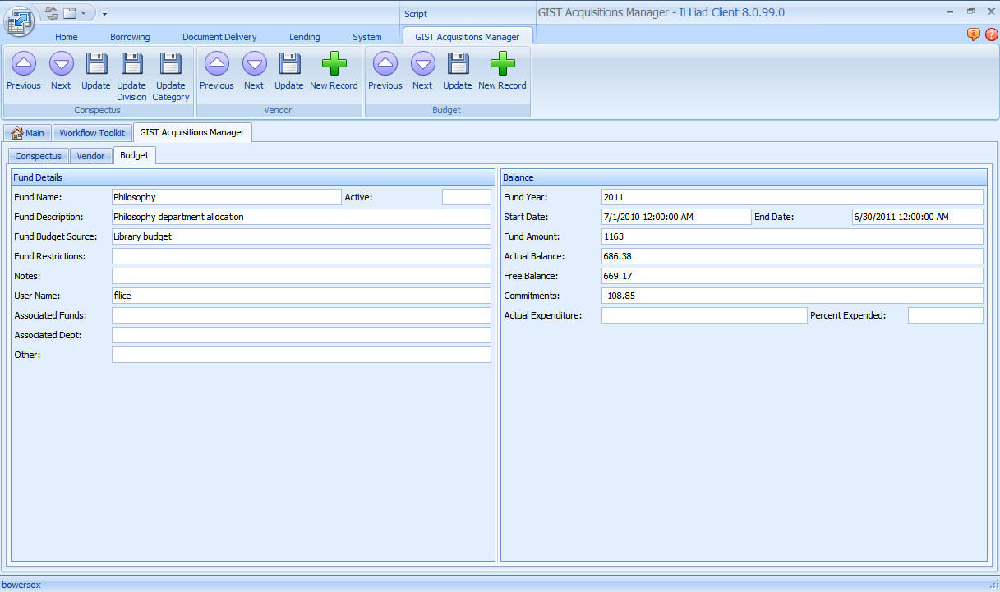 Script
GIST Acquisitions Manager - ILLiad Client 8.0.99.0
Home Borrowing Document Delivery Lending System GIST Acquisitions Manager
Previous Next Update Update Division Update Category
Conspectus
Previous Next Update New Record
Vendor
Previous Next Update New Record
Budget
Main Workflow Toolkit GIST Acquisitions Manager
Conspectus Vendor Budget
Fund Details
Fund Name: Philosophy Active:
Fund Description: Philosophy department allocation
Fund Budget Source: Library budget
Fund Restrictions:
Notes:
User Name: filice
Associated Funds:
Associated Dept:
Other:
Balance
Fund Year: 2011
Start Date: 7/1/2010 12:00:00 AM End Date: 6/30/2011 12:00:00 AM
Fund Amount: 1163
Actual Balance: 686.38
Free Balance: 669.17
Commitments: -108.85
Actual Expenditure: Percent Expended:
bowersox